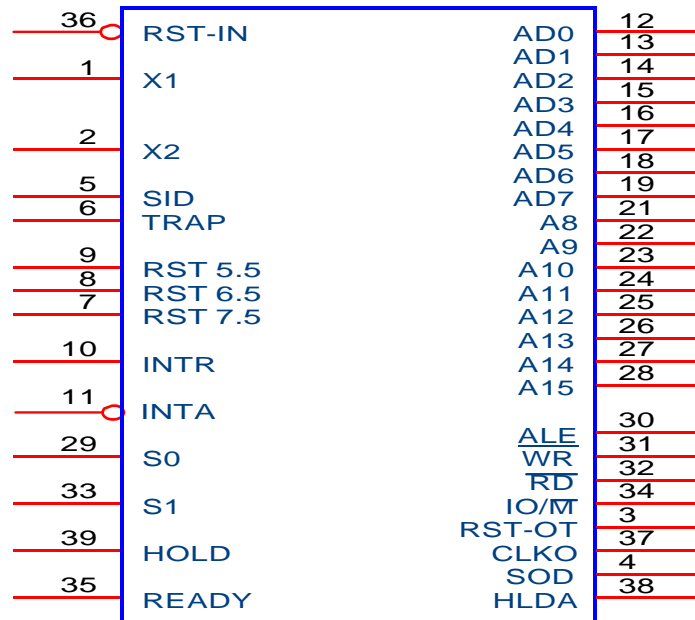 36 RST-IN AD0 12
AD1 13
1 X1 AD2 14
AD3 15
AD4 16
2 X2 AD5 17
AD6 18
5 SID AD7 19
6 TRAP A8 21
A9 22
9 RST 5.5 A10 23
8 RST 6.5 A11 24
7 RST 7.5 A12 25
A13 26
10 INTR A14 27
A15 28
11 INTA
ALE 30
29 S0 WR 31
RD 32
33 S1 IO/M 34
RST-OT 3
39 HOLD CLKO 37
SOD 4
35 READY HLDA 38